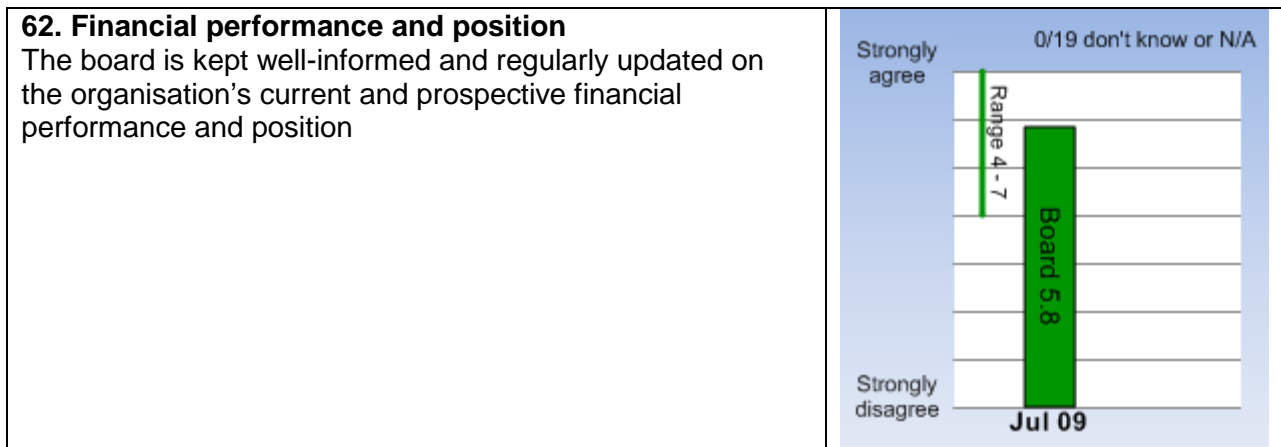 62. Financial performance and position
The board is kept well-informed and regularly updated on
the organisation's current and prospective financial
performance and position
0/19 don't know or N/A
Strongly
agree
Range 4 - 7
Board 5.8
Strongly
disagree
Jul 09